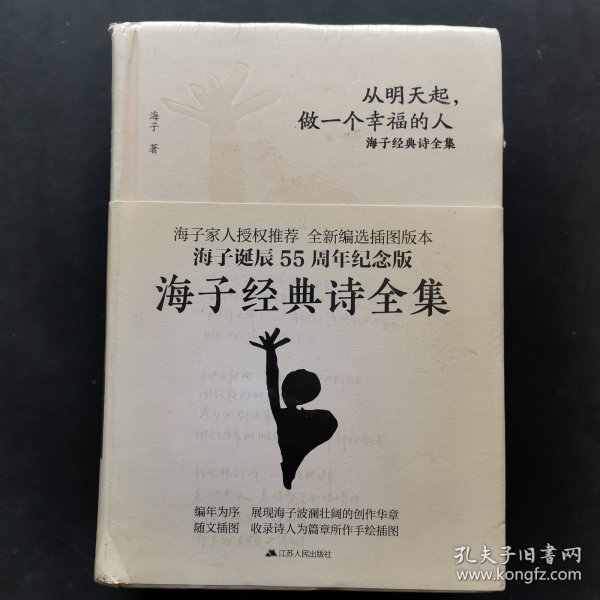 从明天起，
做一个幸福的人
海子经典诗全集
海子 著
海子家人授权推荐 全新编选插图版本
海子诞辰55周年纪念版
海子经典诗全集
编年为序 展现海子波澜壮阔的创作华章
随文插图 收录诗人为篇章所作手绘插图
江苏人民出版社
孔夫子旧书网
www.kongfz.com